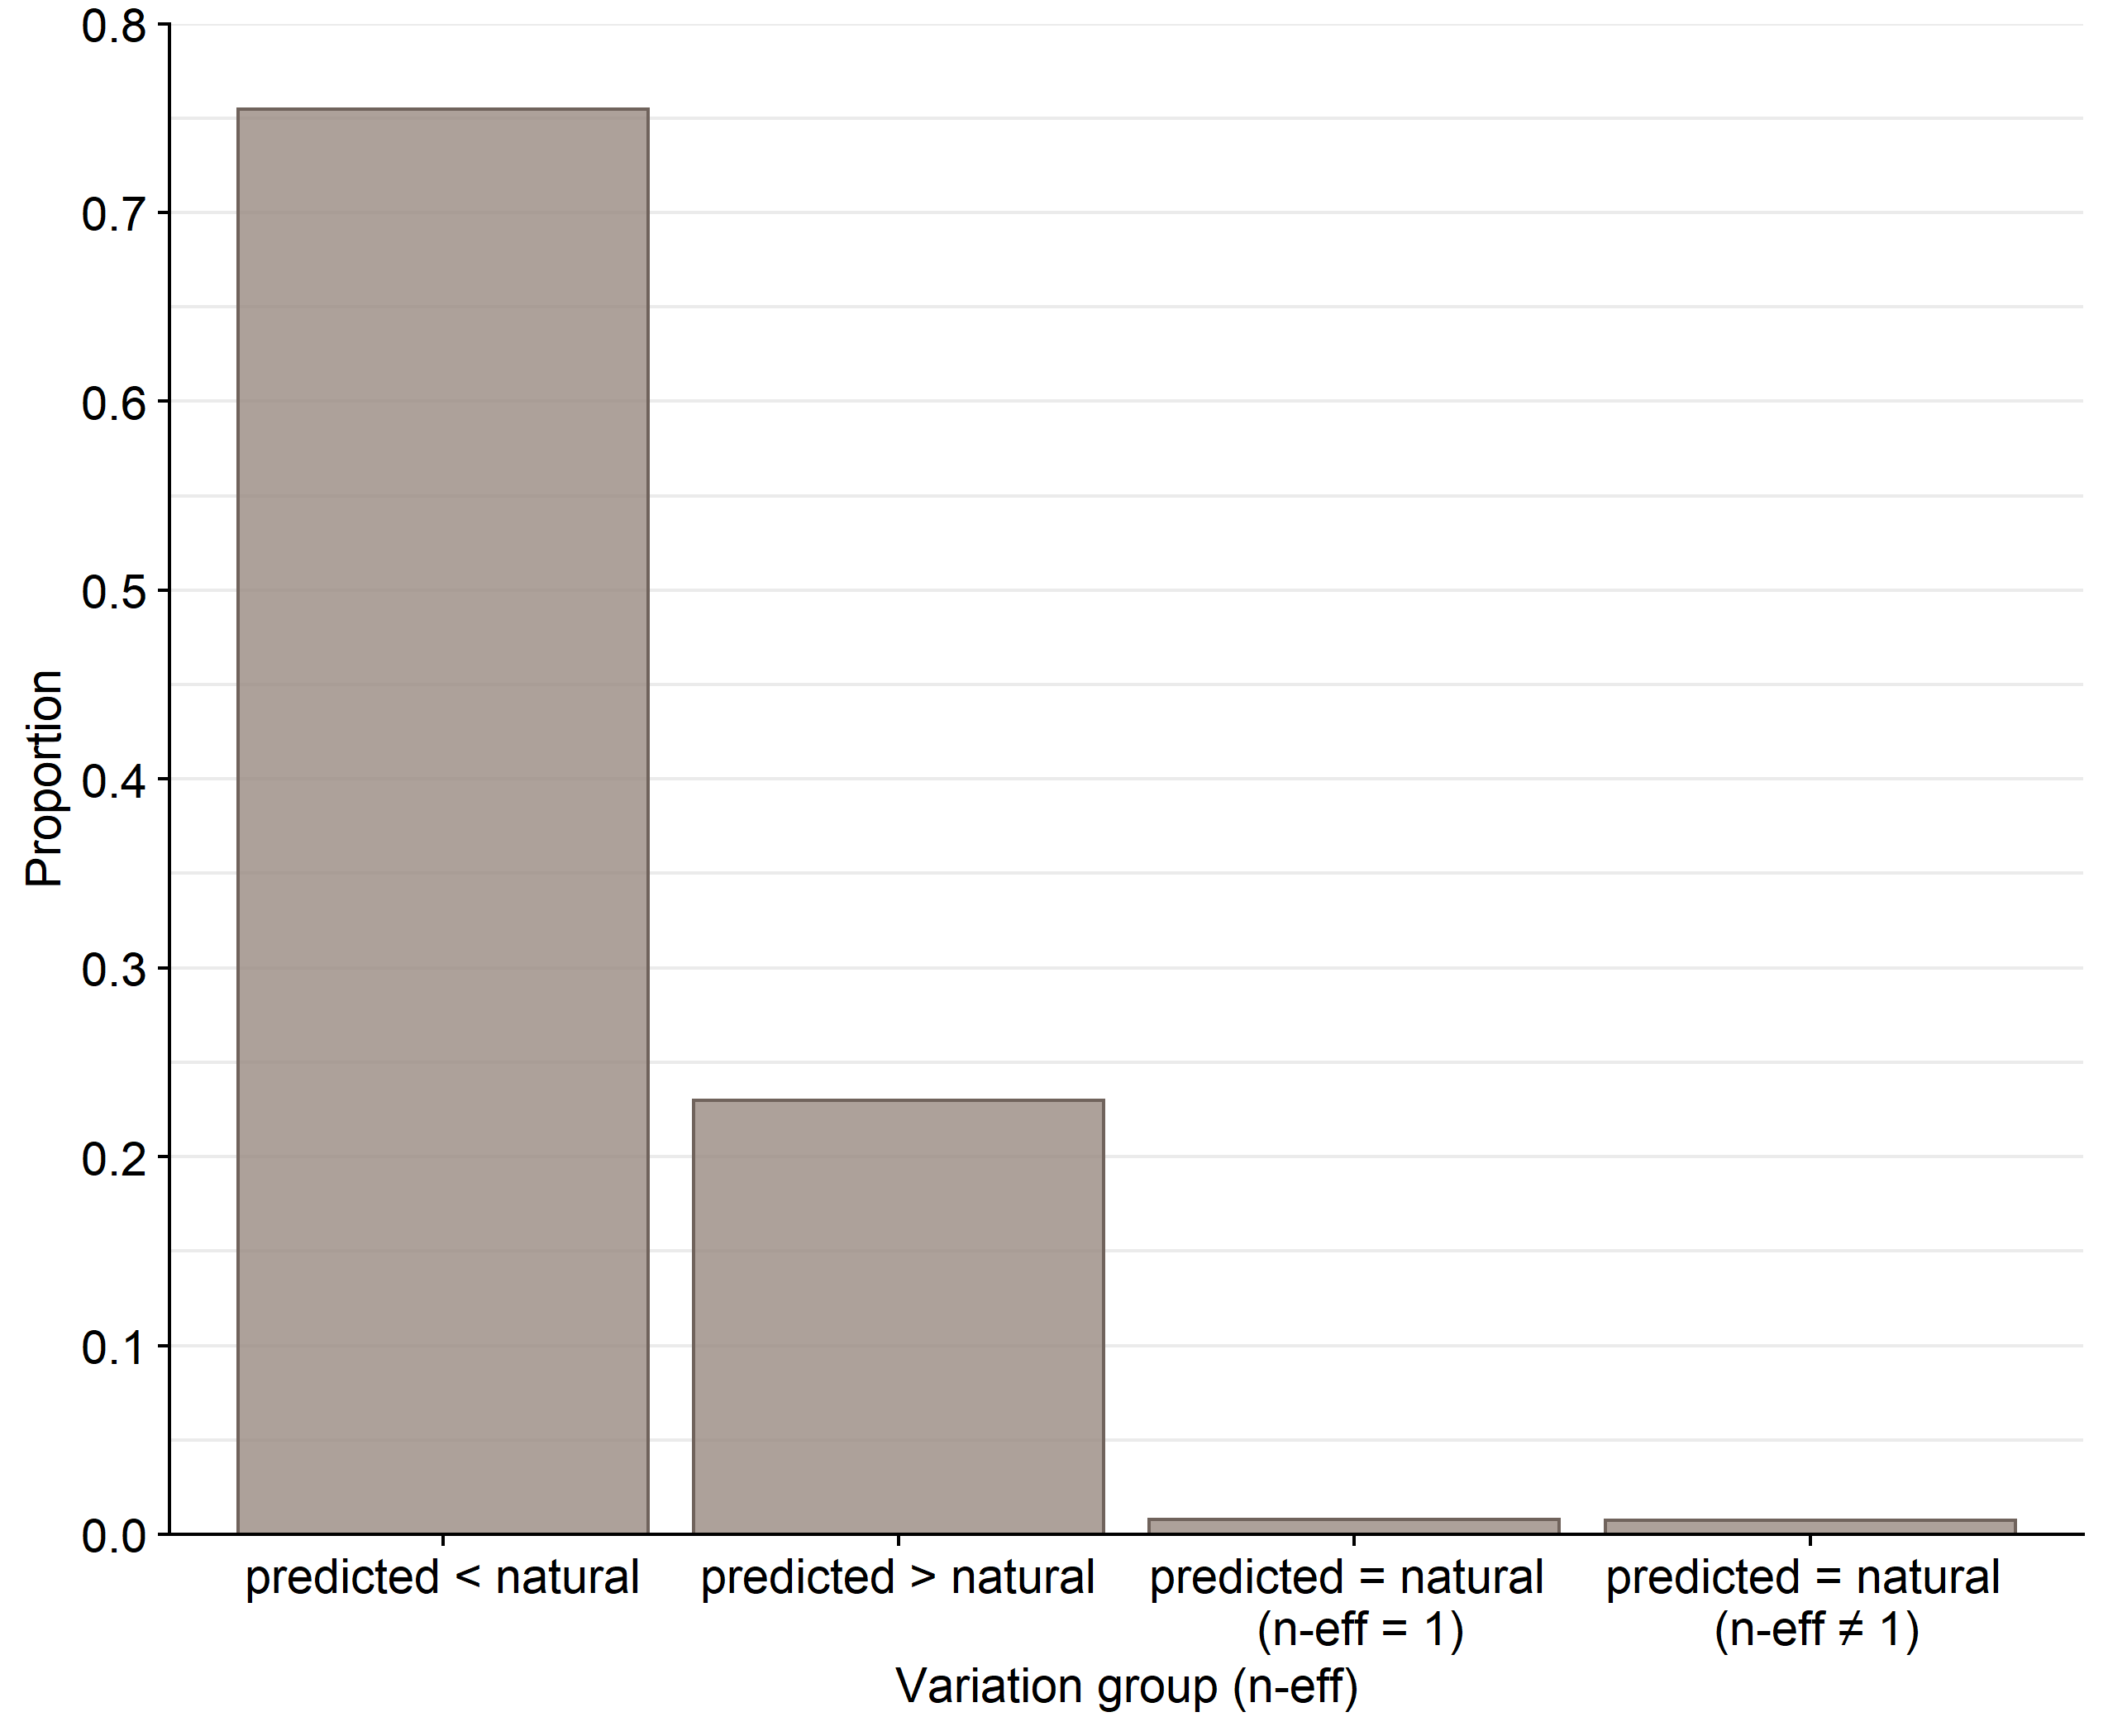 0.8
0.7
0.6
0.5
0.4
0.3
0.2
0.1
0.0
Proportion
predicted < natural
predicted > natural
predicted = natural
(n-eff = 1)
predicted = natural
(n-eff ≠ 1)
Variation group (n-eff)